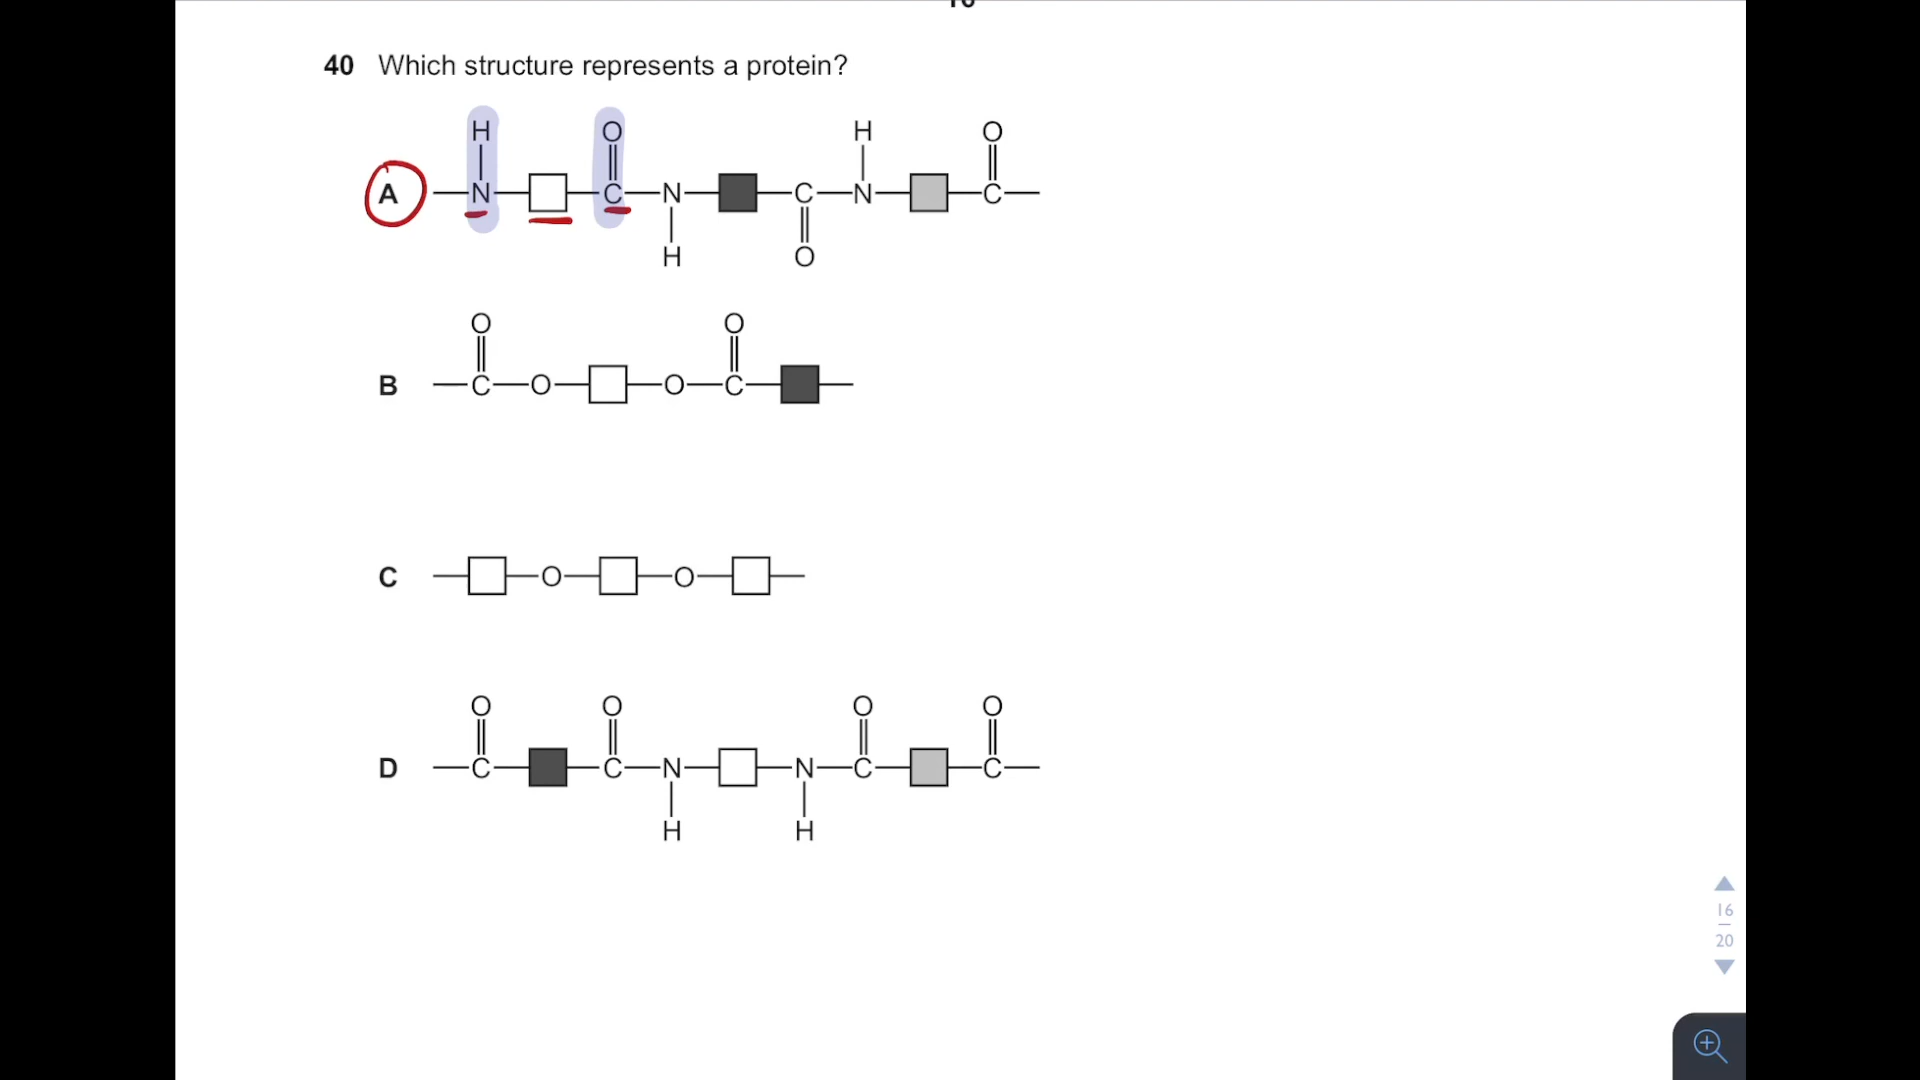 40 Which structure represents a protein?
H O H O
A N C N C N C
H O
O O
B C O O C
C O O
O O O O
D C C N N C C
H H
16
20